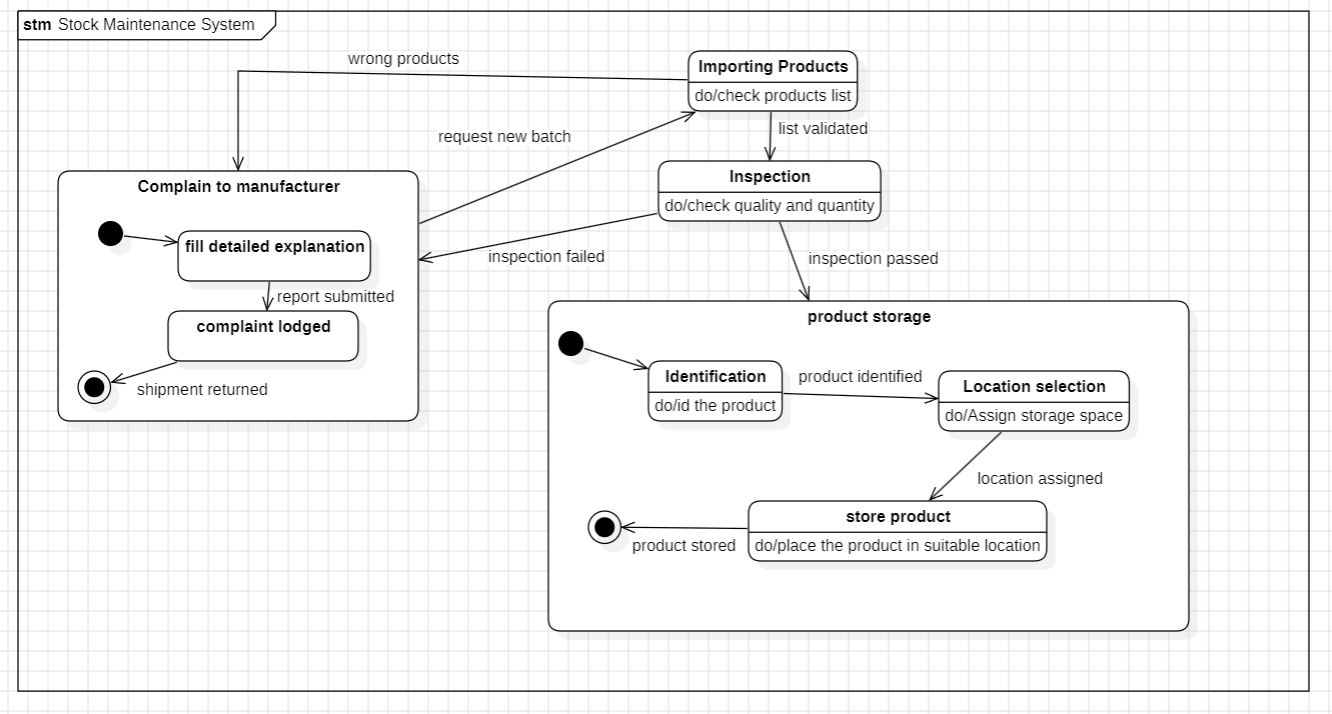 stm Stock Maintenance System
wrong products
Importing Products
do/check products list
request new batch
list validated
Complain to manufacturer
Inspection
do/check quality and quantity
fill detailed explanation
inspection failed
inspection passed
report submitted
complaint lodged
shipment returned
product storage
Identification
do/id the product
product identified
Location selection
do/Assign storage space
location assigned
store product
do/place the product in suitable location
product stored